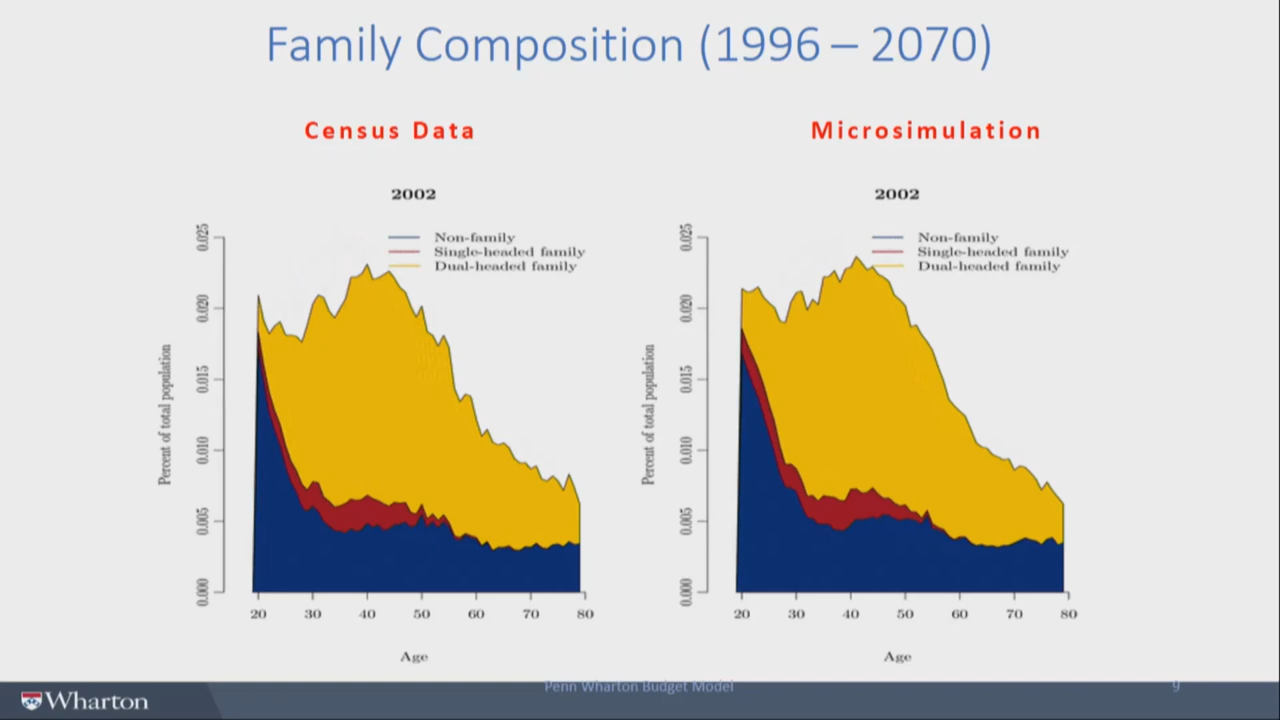 Family Composition (1996 – 2070)
Census Data
Microsimulation
2002
Non-family
Single-headed family
Dual-headed family
Percent of total population
0.025
0.020
0.015
0.010
0.005
0.000
20 30 40 50 60 70 80
Age
2002
Non-family
Single-headed family
Dual-headed family
Percent of total population
0.025
0.020
0.015
0.010
0.005
0.000
20 30 40 50 60 70 80
Age
Wharton
Penn Wharton Budget Model
9